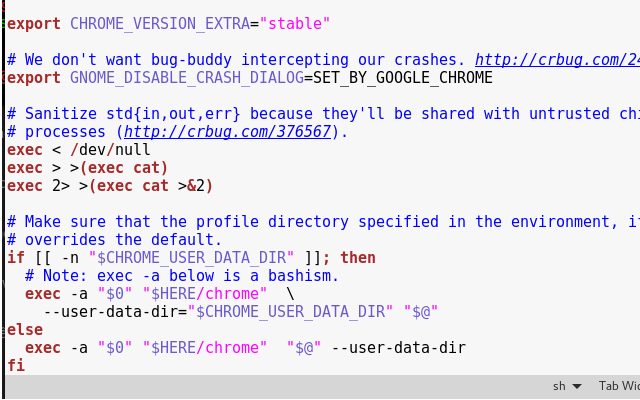 export CHROME_VERSION_EXTRA="stable"
# We don't want bug-buddy intercepting our crashes. http://crbug.com/24
export GNOME_DISABLE_CRASH_DIALOG=SET_BY_GOOGLE_CHROME
# Sanitize std{in,out,err} because they'll be shared with untrusted chi
# processes (http://crbug.com/376567).
exec < /dev/null
exec > >(exec cat)
exec 2> >(exec cat >&2)
# Make sure that the profile directory specified in the environment, if
# overrides the default.
if [[ -n "$CHROME_USER_DATA_DIR" ]]; then
  # Note: exec -a below is a bashism.
  exec -a "$0" "$HERE/chrome"  \
    --user-data-dir="$CHROME_USER_DATA_DIR" "$@"
else
  exec -a "$0" "$HERE/chrome"  "$@" --user-data-dir
fi
sh Tab Wid